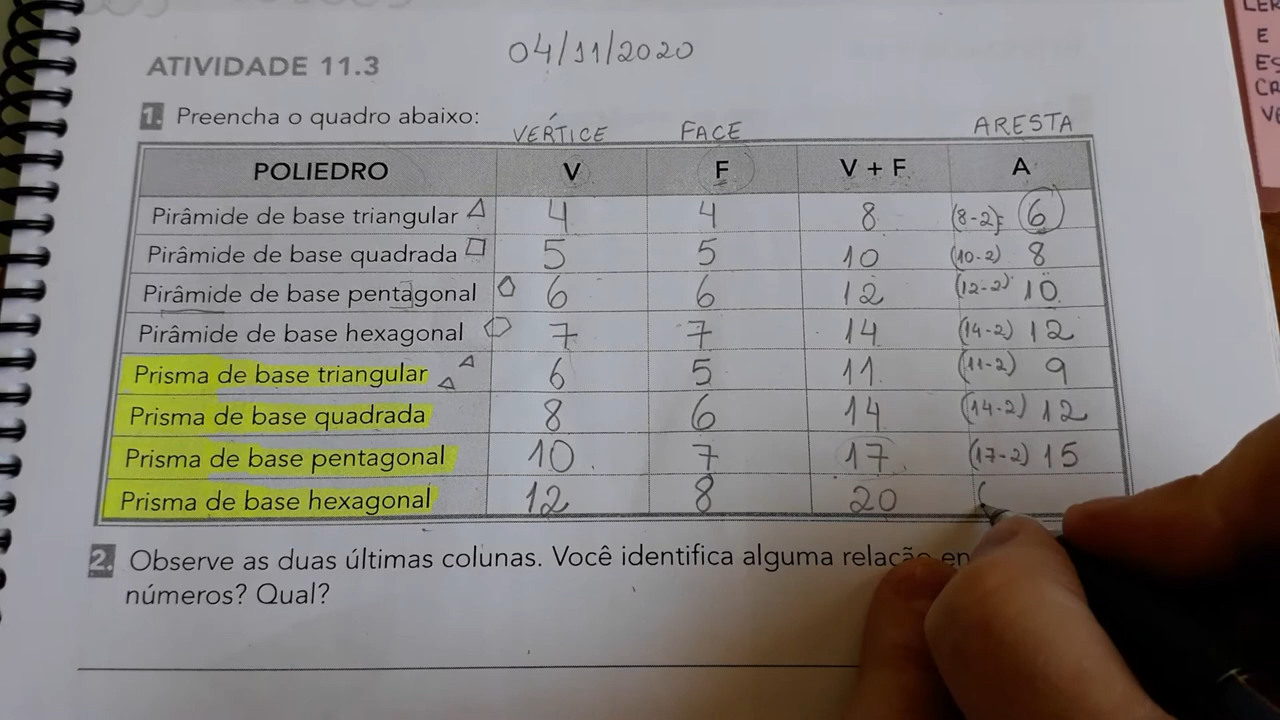 04/11/2020
ATIVIDADE 11.3
1. Preencha o quadro abaixo:
VÉRTICE FACE ARESTA
POLIEDRO V F V + F A
Pirâmide de base triangular 4 4 8 (8-2)= 6
Pirâmide de base quadrada 5 5 10 (10-2) 8
Pirâmide de base pentagonal 6 6 12 (12-2) 10
Pirâmide de base hexagonal 7 7 14 (14-2) 12
Prisma de base triangular 6 5 11 (11-2) 9
Prisma de base quadrada 8 6 14 (14-2) 12
Prisma de base pentagonal 10 7 17 (17-2) 15
Prisma de base hexagonal 12 8 20 (
2. Observe as duas últimas colunas. Você identifica alguma relação en
números? Qual?
LER
E
ES
CR
VE